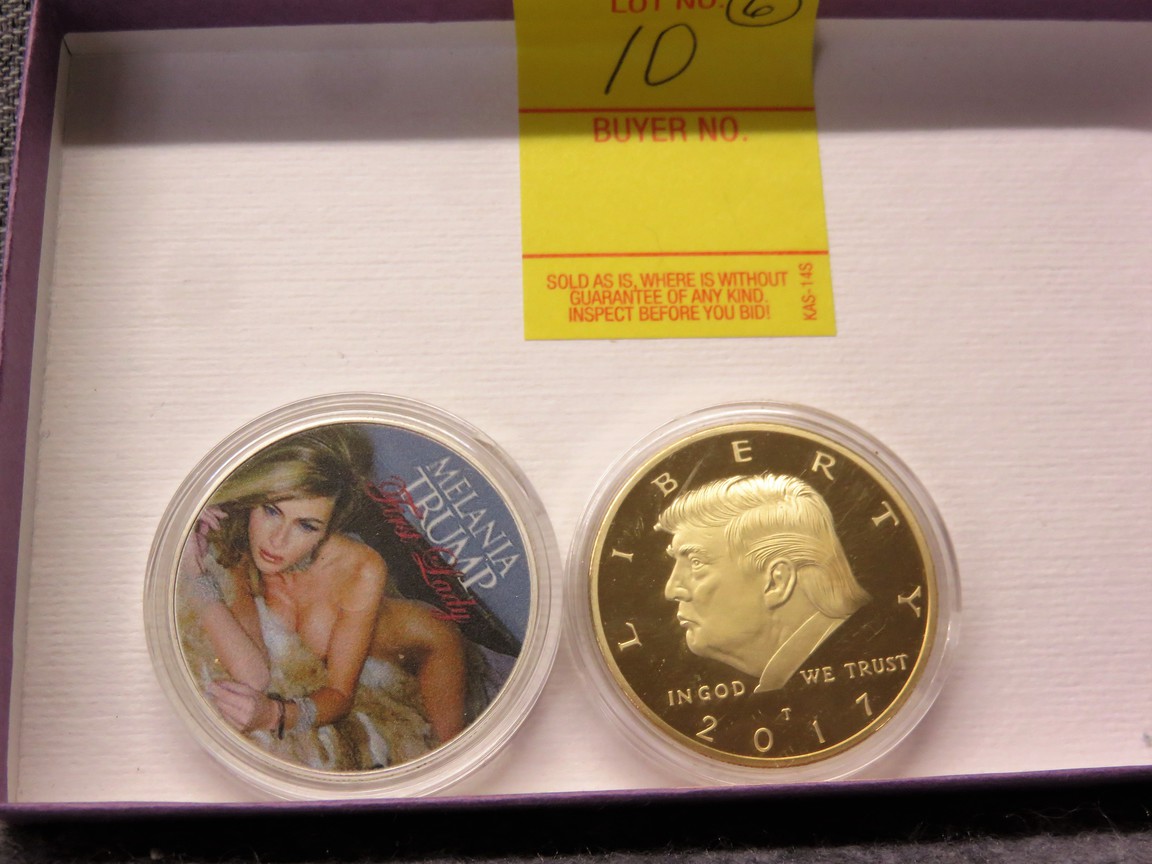 LOT NO. 6
10
BUYER NO.
SOLD AS IS, WHERE IS WITHOUT
GUARANTEE OF ANY KIND.
INSPECT BEFORE YOU BID!
KAS-14S
MELANIA
TRUMP
First Lady
LIBERTY
IN GOD WE TRUST
T
2017